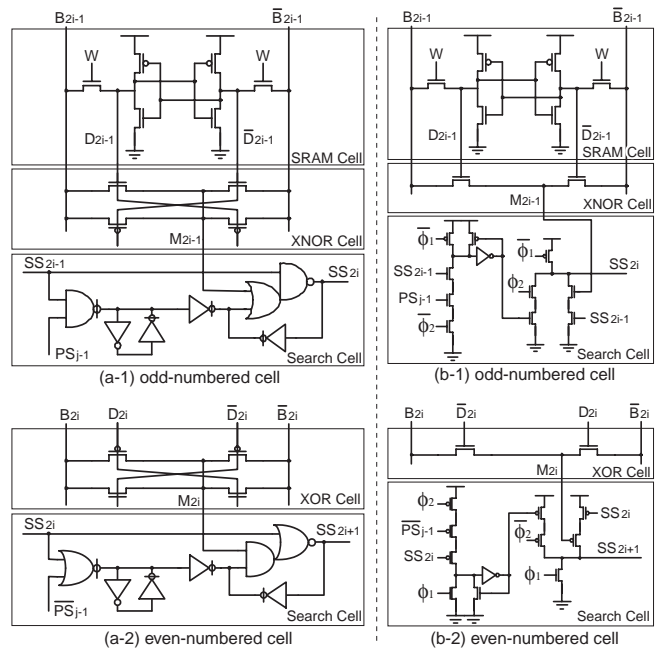 B2i-1
B̅2i-1
W
W
D2i-1
D̅2i-1
SRAM Cell
M2i-1
XNOR Cell
SS2i-1
SS2i
PSj-1
Search Cell
(a-1) odd-numbered cell
B2i-1
B̅2i-1
W
W
D2i-1
D̅2i-1
SRAM Cell
M2i-1
XNOR Cell
ϕ̅1
ϕ̅1
SS2i-1
SS2i
ϕ2
PSj-1
ϕ̅2
SS2i-1
Search Cell
(b-1) odd-numbered cell
B2i
D2i
D̅2i
B̅2i
M2i
XOR Cell
SS2i
SS2i+1
P̅S̅j-1
Search Cell
(a-2) even-numbered cell
B2i
D̅2i
D2i
B̅2i
M2i
XOR Cell
ϕ2
SS2i
P̅S̅j-1
ϕ̅2
SS2i
SS2i+1
ϕ1
ϕ1
Search Cell
(b-2) even-numbered cell